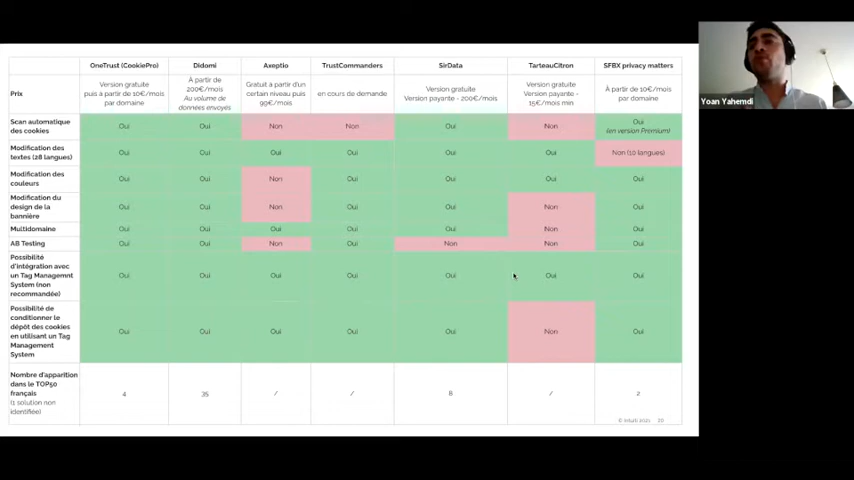 OneTrust (CookiePro) Didomi Axeptio TrustCommanders SirData TarteauCitron SFBX privacy matters
Prix
Version gratuite
puis à partir de 10€/mois
par domaine
À partir de
200€/mois
Au volume de
données envoyés
Gratuit à partir d'un
certain niveau puis
99€/mois
en cours de demande
Version gratuite
Version payante - 200€/mois
Version gratuite
Version payante -
15€/mois min
À partir de 10€/mois
par domaine
Scan automatique
des cookies
Oui Oui Non Non Oui Non Oui
(en version Premium)
Modification des
textes (28 langues)
Oui Oui Oui Oui Oui Oui Non (10 langues)
Modification des
couleurs
Oui Oui Non Oui Oui Oui Oui
Modification du
design de la
bannière
Oui Oui Non Oui Oui Non Oui
Multidomaine Oui Oui Oui Oui Oui Non Oui
AB Testing Oui Oui Non Oui Non Non Oui
Possibilité
d'intégration avec
un Tag Managemnt
System (non
recommandée)
Oui Oui Oui Oui Oui Oui Oui
Possibilité de
conditionner le
dépôt des cookies
en utilisant un Tag
Management
System
Oui Oui Oui Oui Oui Non Oui
Nombre d'apparition
dans le TOP50
français
(1 solution non
identifiée)
4 35 / / 8 / 2
© Intuiti 2021 20
Yoan Yahemdi